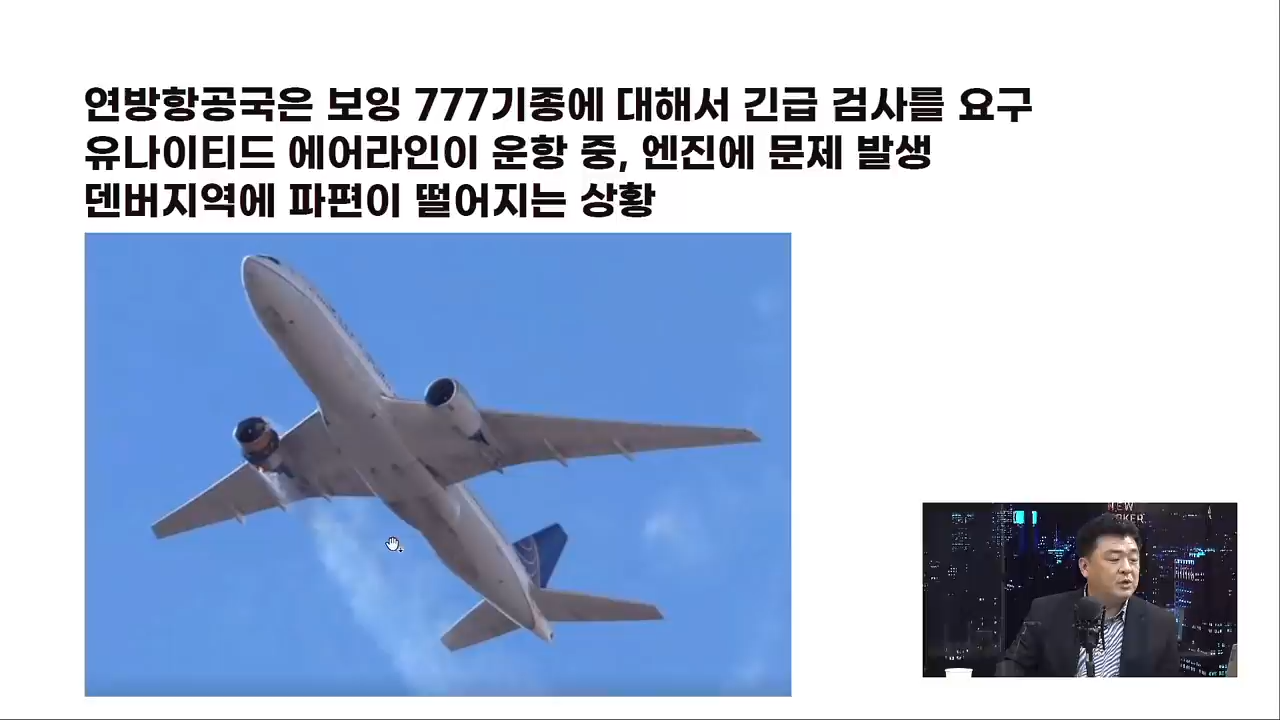 연방항공국은 보잉 777기종에 대해서 긴급 검사를 요구
유나이티드 에어라인이 운항 중, 엔진에 문제 발생
덴버지역에 파편이 떨어지는 상황
NEW